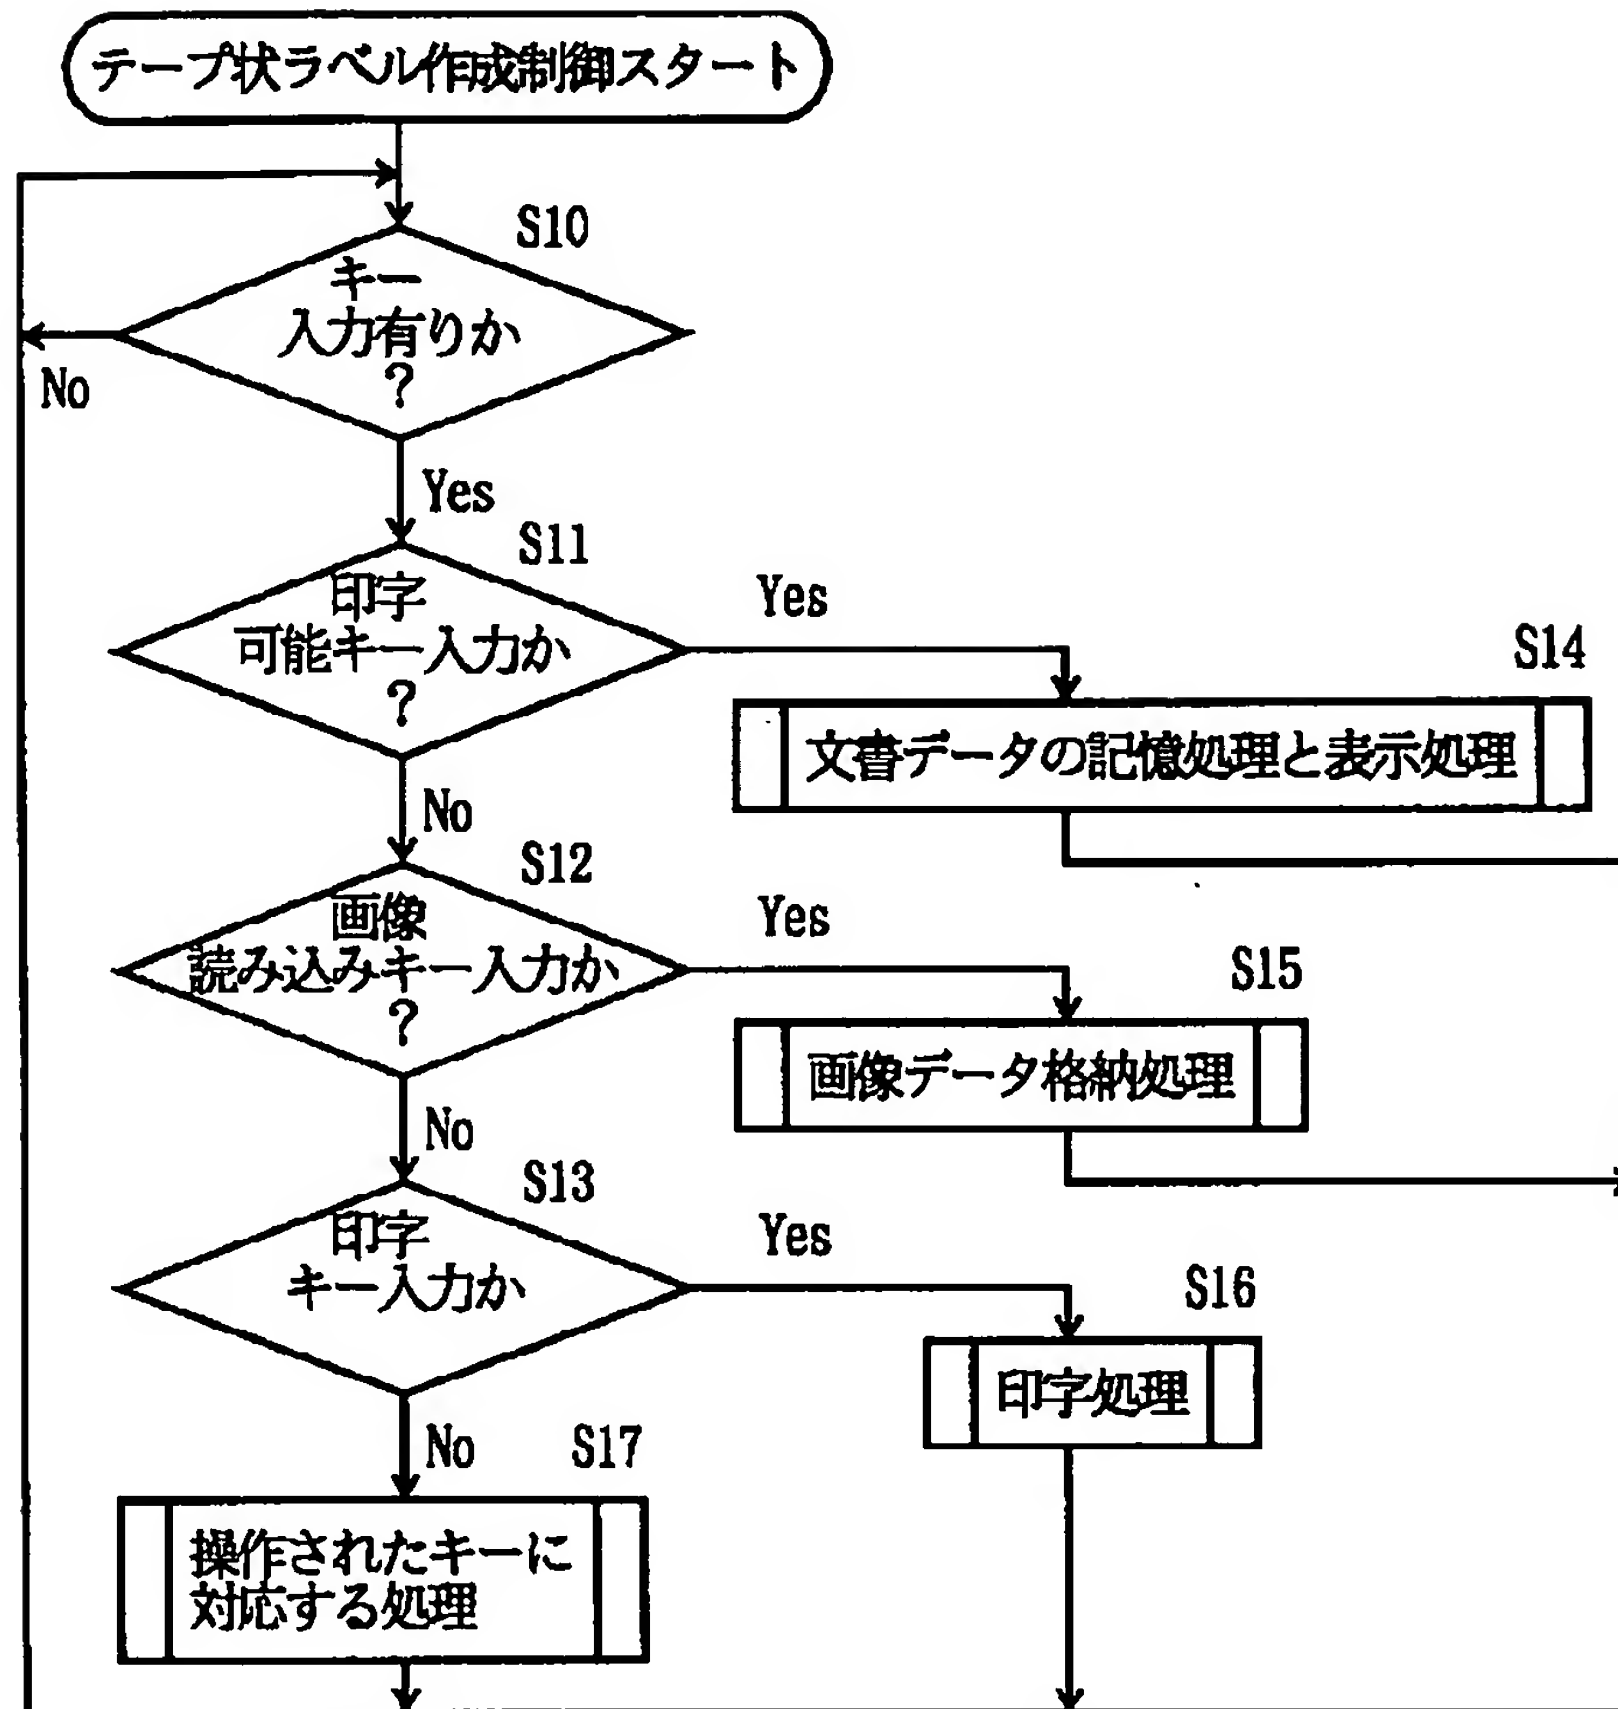 テープ状ラベル作成制御スタート
S10
キー
入力有りか
?
No
Yes
S11
印字
可能キー入力か
?
Yes
S14
文書データの記憶処理と表示処理
No
S12
画像
読み込みキー入力か
?
Yes
S15
画像データ格納処理
No
S13
印字
キー入力か
Yes
S16
印字処理
No
S17
操作されたキーに
対応する処理